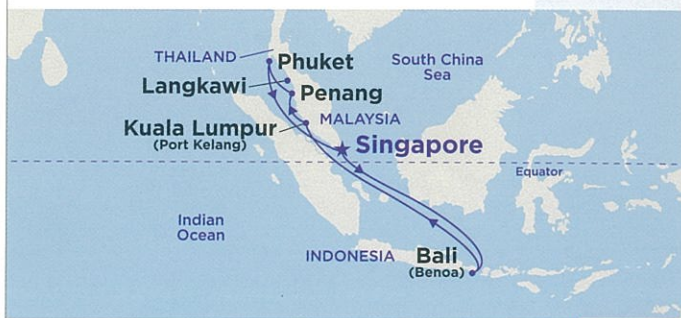 THAILAND
Phuket
South China
Sea
Langkawi
Penang
MALAYSIA
Kuala Lumpur
(Port Kelang)
Singapore
Equator
Indian
Ocean
INDONESIA
Bali
(Benoa)